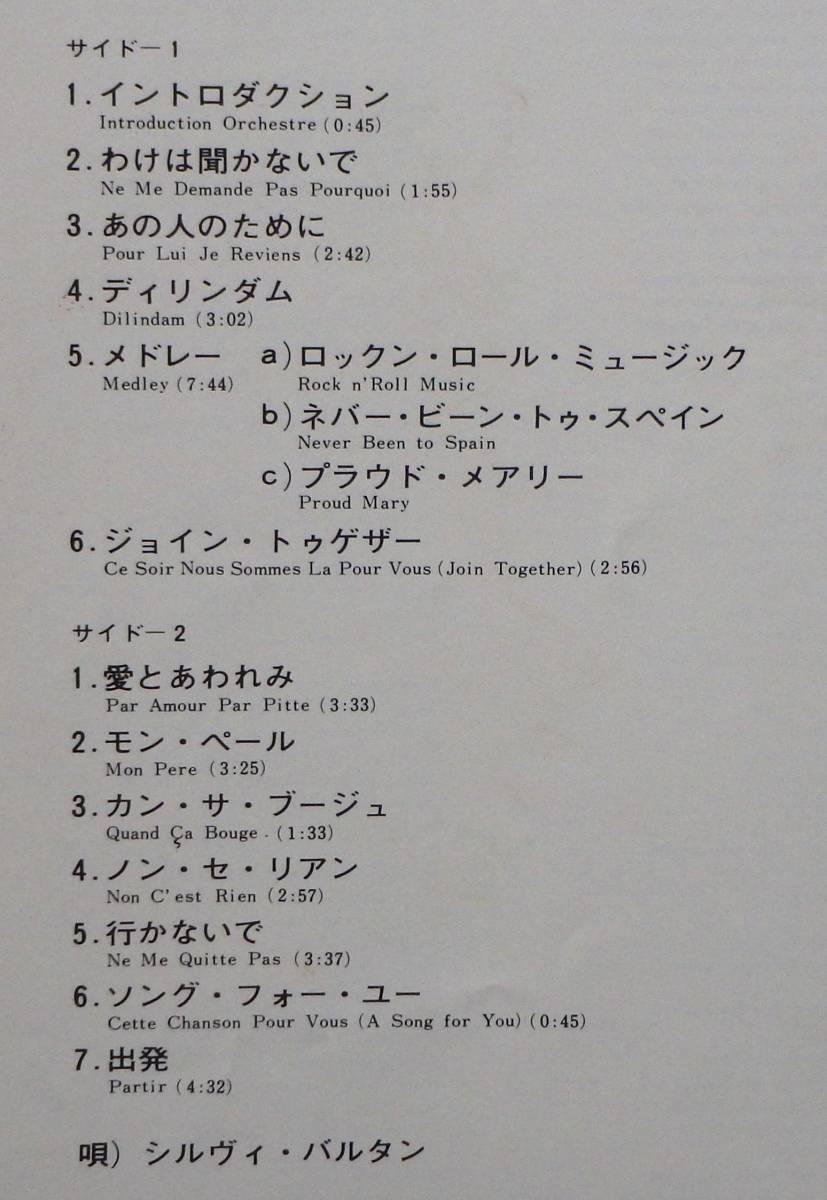 サイド—1
1.イントロダクション
Introduction Orchestre (0:45)
2.わけは聞かないで
Ne Me Demande Pas Pourquoi (1:55)
3.あの人のために
Pour Lui Je Reviens (2:42)
4.ディリンダム
Dilindam (3:02)
5.メドレー a)ロックン・ロール・ミュージック
Medley (7:44) Rock n'Roll Music
b)ネバー・ビーン・トゥ・スペイン
Never Been to Spain
c)プラウド・メアリー
Proud Mary
6.ジョイン・トゥゲザー
Ce Soir Nous Sommes La Pour Vous (Join Together) (2:56)
サイド—2
1.愛とあわれみ
Par Amour Par Pitte (3:33)
2.モン・ペール
Mon Pere (3:25)
3.カン・サ・ブージュ
Quand Ça Bouge. (1:33)
4.ノン・セ・リアン
Non C'est Rien (2:57)
5.行かないで
Ne Me Quitte Pas (3:37)
6.ソング・フォー・ユー
Cette Chanson Pour Vous (A Song for You) (0:45)
7.出発
Partir (4:32)
唄) シルヴィ・バルタン